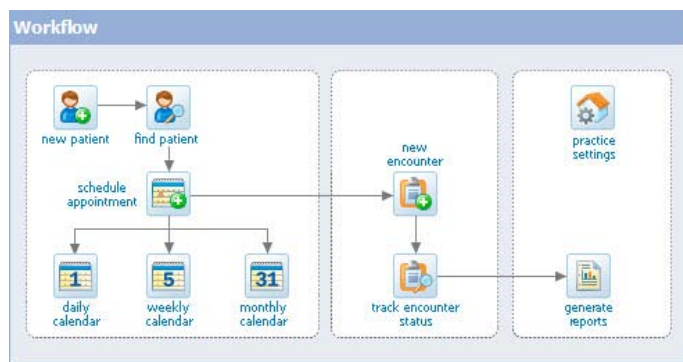 Workflow
new patient
find patient
schedule
appointment
1
daily
calendar
5
weekly
calendar
31
monthly
calendar
new
encounter
track encounter
status
practice
settings
generate
reports